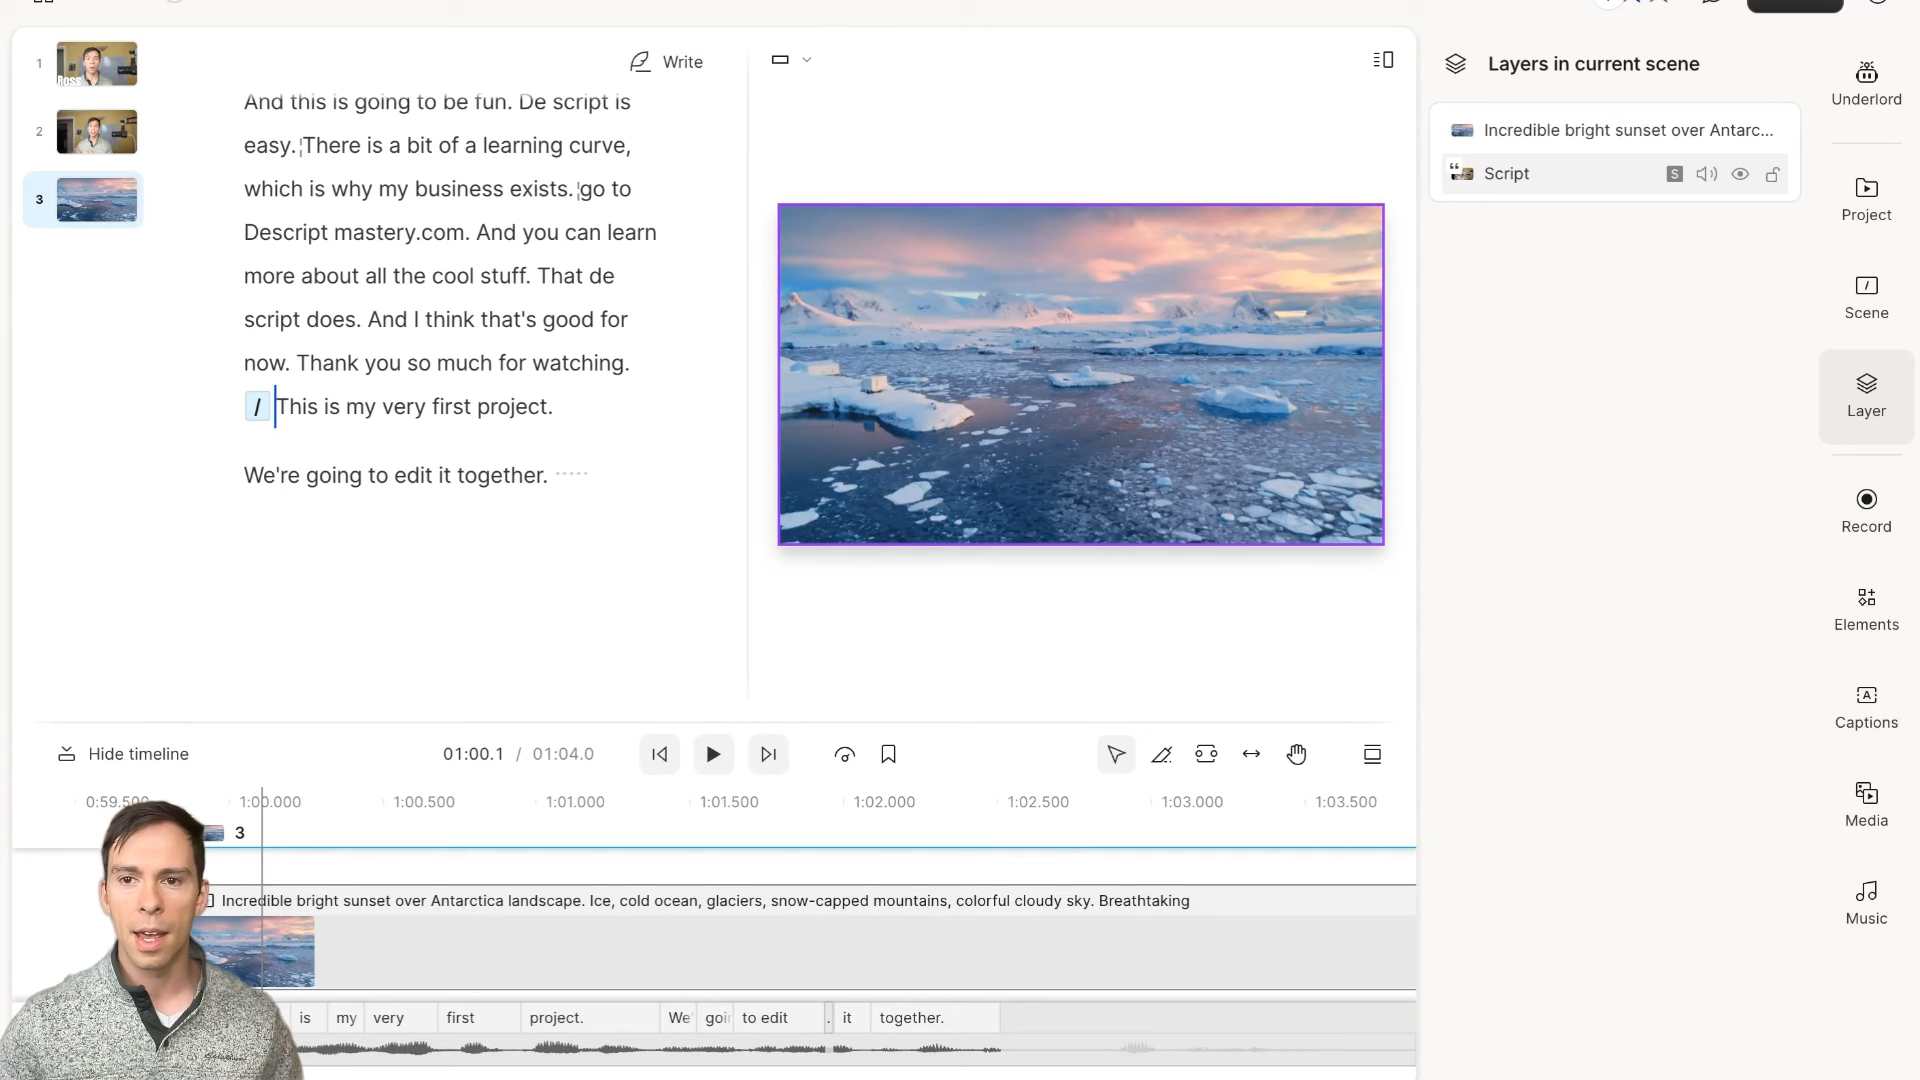 1
Ross
2
3
Write
And this is going to be fun. De script is
easy. There is a bit of a learning curve,
which is why my business exists. go to
Descript mastery.com. And you can learn
more about all the cool stuff. That de
script does. And I think that's good for
now. Thank you so much for watching.
/ This is my very first project.
We're going to edit it together.
Layers in current scene
Incredible bright sunset over Antarc...
Script S
Underlord
Project
Scene
Layer
Record
Elements
Captions
Media
Music
Hide timeline
01:00.1 / 01:04.0
0:59.500 1:00.000 1:00.500 1:01.000 1:01.500 1:02.000 1:02.500 1:03.000 1:03.500
3
Incredible bright sunset over Antarctica landscape. Ice, cold ocean, glaciers, snow-capped mountains, colorful cloudy sky. Breathtaking
is my very first project. We' goi to edit . it together.